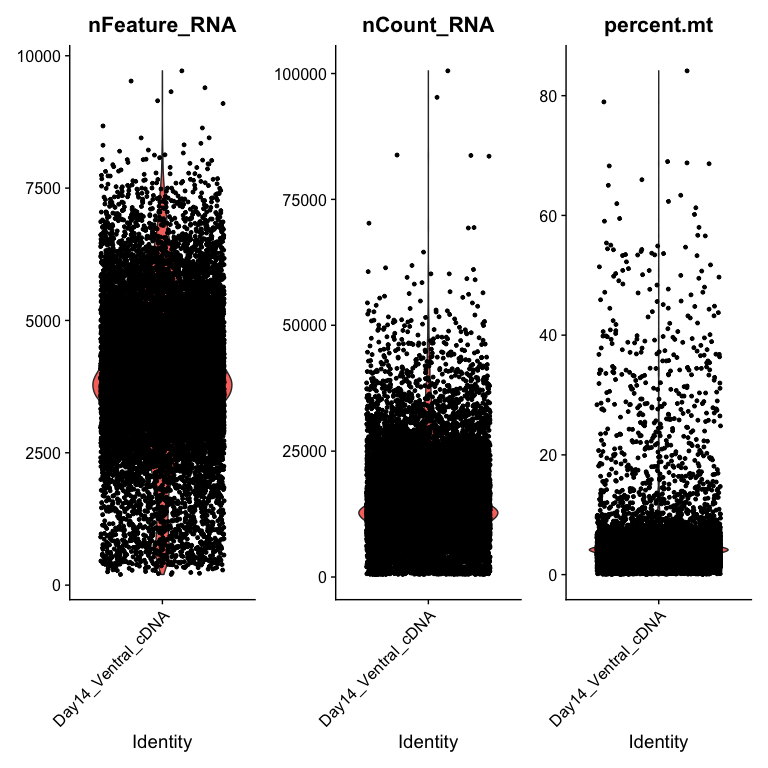 nFeature_RNA
10000
7500
5000
2500
0
Day14_Ventral_cDNA
Identity
nCount_RNA
100000
75000
50000
25000
0
Day14_Ventral_cDNA
Identity
percent.mt
80
60
40
20
0
Day14_Ventral_cDNA
Identity